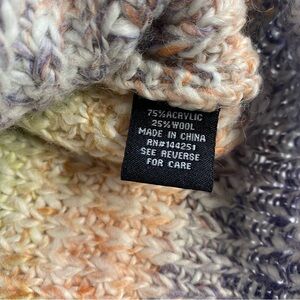 75% ACRYLIC
25% WOOL
MADE IN CHINA
RN#144251
SEE REVERSE
FOR CARE